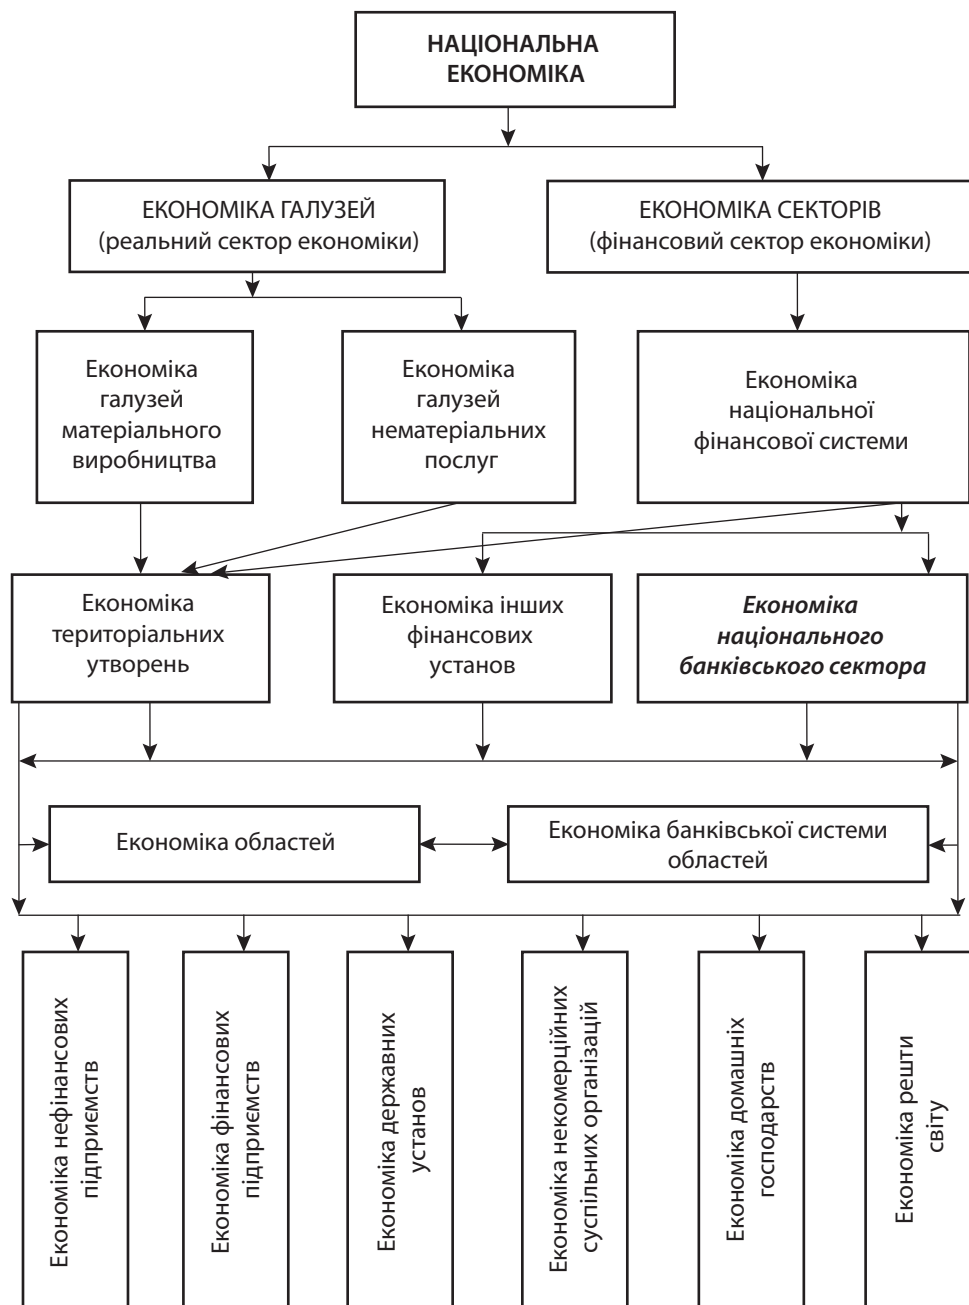 НАЦІОНАЛЬНА
ЕКОНОМІКА
ЕКОНОМІКА ГАЛУЗЕЙ
(реальний сектор економіки)
ЕКОНОМІКА СЕКТОРІВ
(фінансовий сектор економіки)
Економіка
галузей
матеріального
виробництва
Економіка
галузей
нематеріальних
послуг
Економіка
національної
фінансової системи
Економіка
територіальних
утворень
Економіка інших
фінансових
установ
Економіка
національного
банківського сектора
Економіка областей
Економіка банківської системи
областей
Економіка нефінансових
підприємств
Економіка фінансових
підприємств
Економіка державних
установ
Економіка некомерційних
суспільних організацій
Економіка домашніх
господарств
Економіка решти
світу